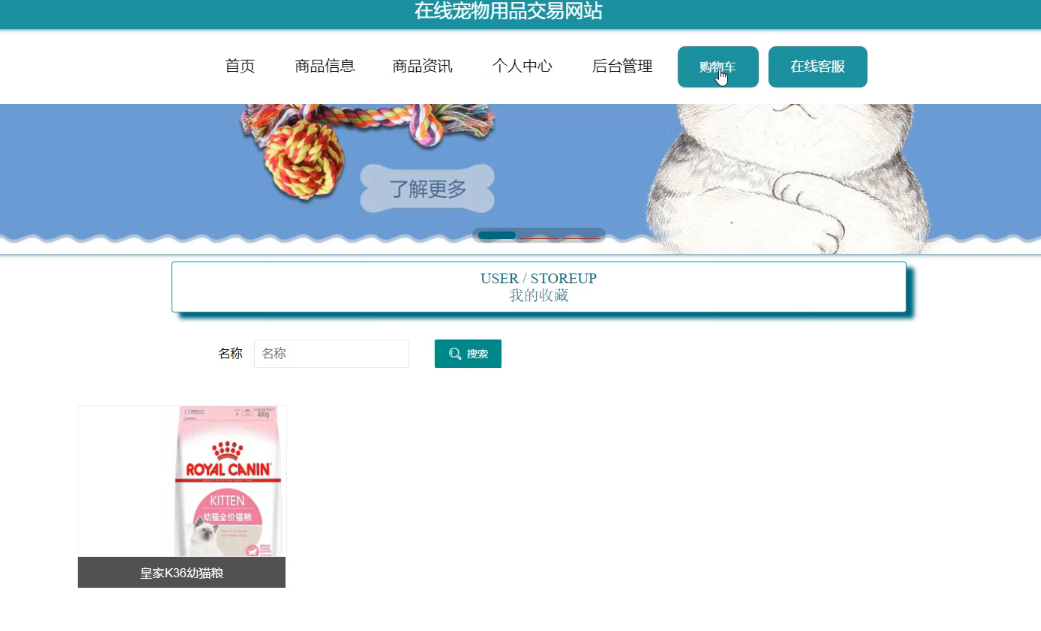 在线宠物用品交易网站
首页 商品信息 商品资讯 个人中心 后台管理 购物车 在线客服
了解更多
USER / STOREUP
我的收藏
名称 名称 搜索
400g
ROYAL CANIN
KITTEN
幼猫全价猫粮
皇家K36幼猫粮